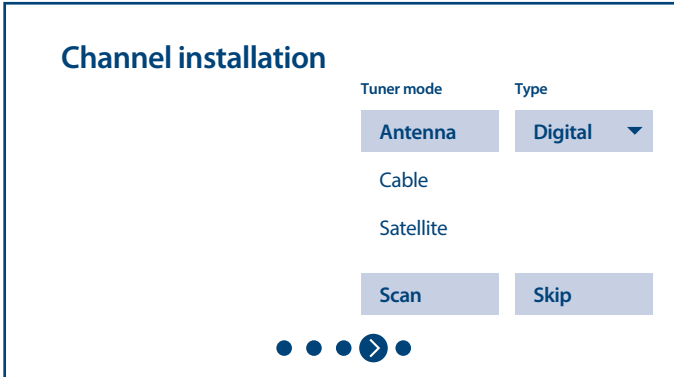 Channel installation
Tuner mode Type
Antenna Digital
Cable
Satellite
Scan Skip